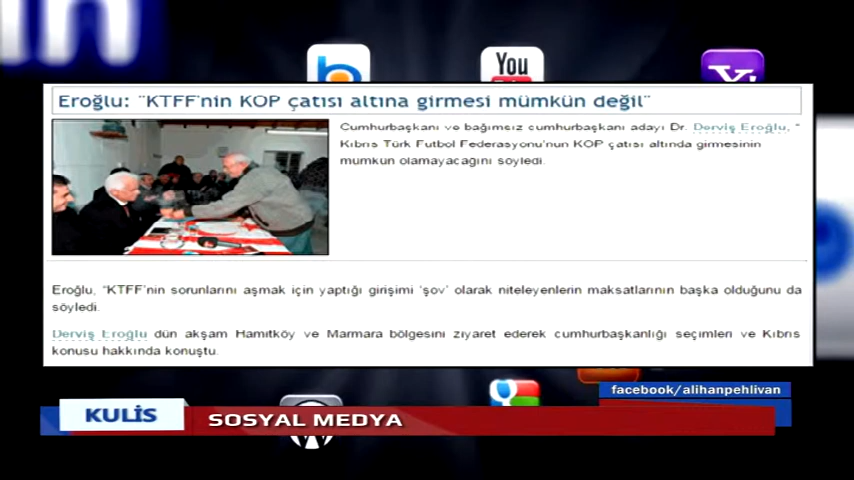 in
You
Eroğlu: "KTFF'nin KOP çatısı altına girmesi mümkün değil"
Cumhurbaşkanı ve bağımsız cumhurbaşkanı adayı Dr. Derviş Eroğlu, "
Kıbrıs Türk Futbol Federasyonu'nun KOP çatısı altında girmesinin
mümkün olamayacağını söyledi.
Eroğlu, "KTFF'nin sorunlarını aşmak için yaptığı girişimi 'şov' olarak niteleyenlerin maksatlarının başka olduğunu da
söyledi.
Derviş Eroğlu dün akşam Hamitköy ve Marmara bölgesini ziyaret ederek cumhurbaşkanlığı seçimleri ve Kıbrıs
konusu hakkında konuştu.
facebook/alihanpehlivan
KULİS
SOSYAL MEDYA